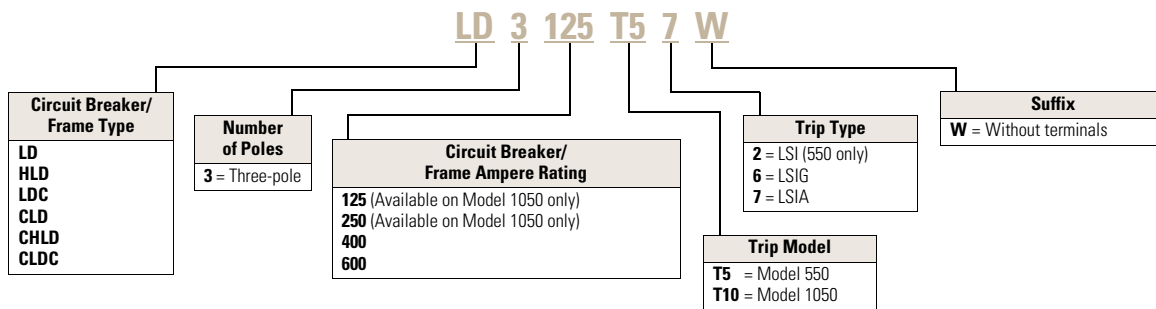 LD 3 125 T5 7 W
Circuit Breaker/
Frame Type
LD
HLD
LDC
CLD
CHLD
CLDC
Number
of Poles
3 = Three-pole
Circuit Breaker/
Frame Ampere Rating
125 (Available on Model 1050 only)
250 (Available on Model 1050 only)
400
600
Trip Model
T5 = Model 550
T10 = Model 1050
Trip Type
2 = LSI (550 only)
6 = LSIG
7 = LSIA
Suffix
W = Without terminals